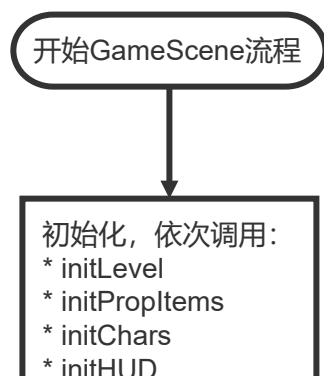 开始GameScene流程
初始化，依次调用：
* initLevel
* initPropItems
* initChars
* initHUD